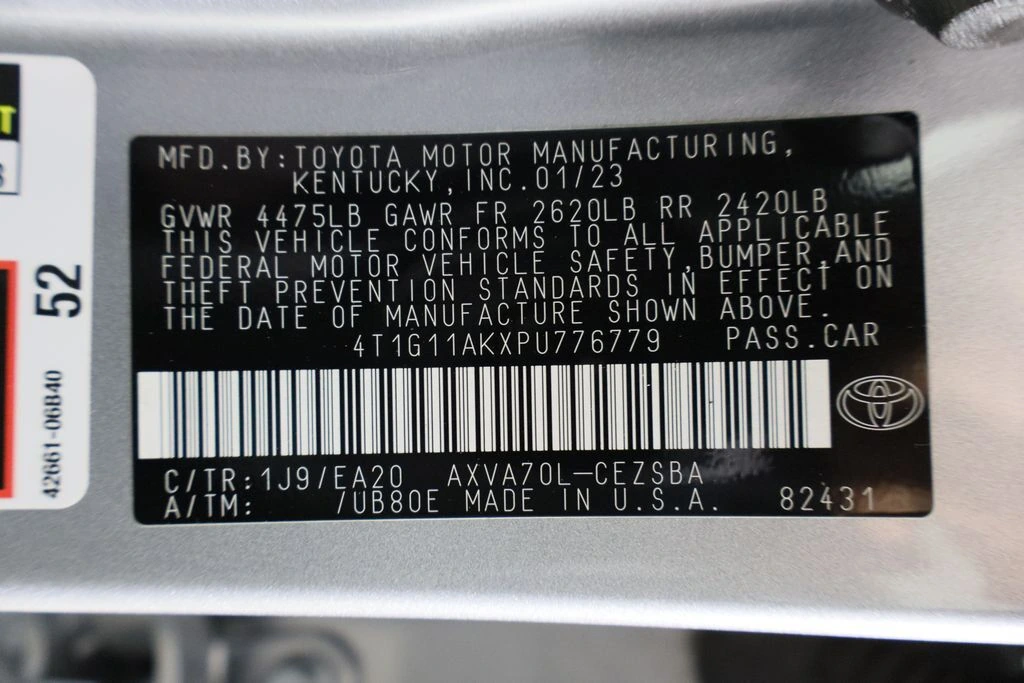 MFD.BY:TOYOTA MOTOR MANUFACTURING,
KENTUCKY,INC.01/23
GVWR 4475LB GAWR FR 2620LB RR 2420LB
THIS VEHICLE CONFORMS TO ALL APPLICABLE
FEDERAL MOTOR VEHICLE SAFETY,BUMPER,AND
THEFT PREVENTION STANDARDS IN EFFECT ON
THE DATE OF MANUFACTURE SHOWN ABOVE.
4T1G11AKXPU776779 PASS.CAR
C/TR:1J9/EA20 AXVA70L-CEZSBA
A/TM: /UB80E MADE IN U.S.A. 82431
52
42661-06B40
T